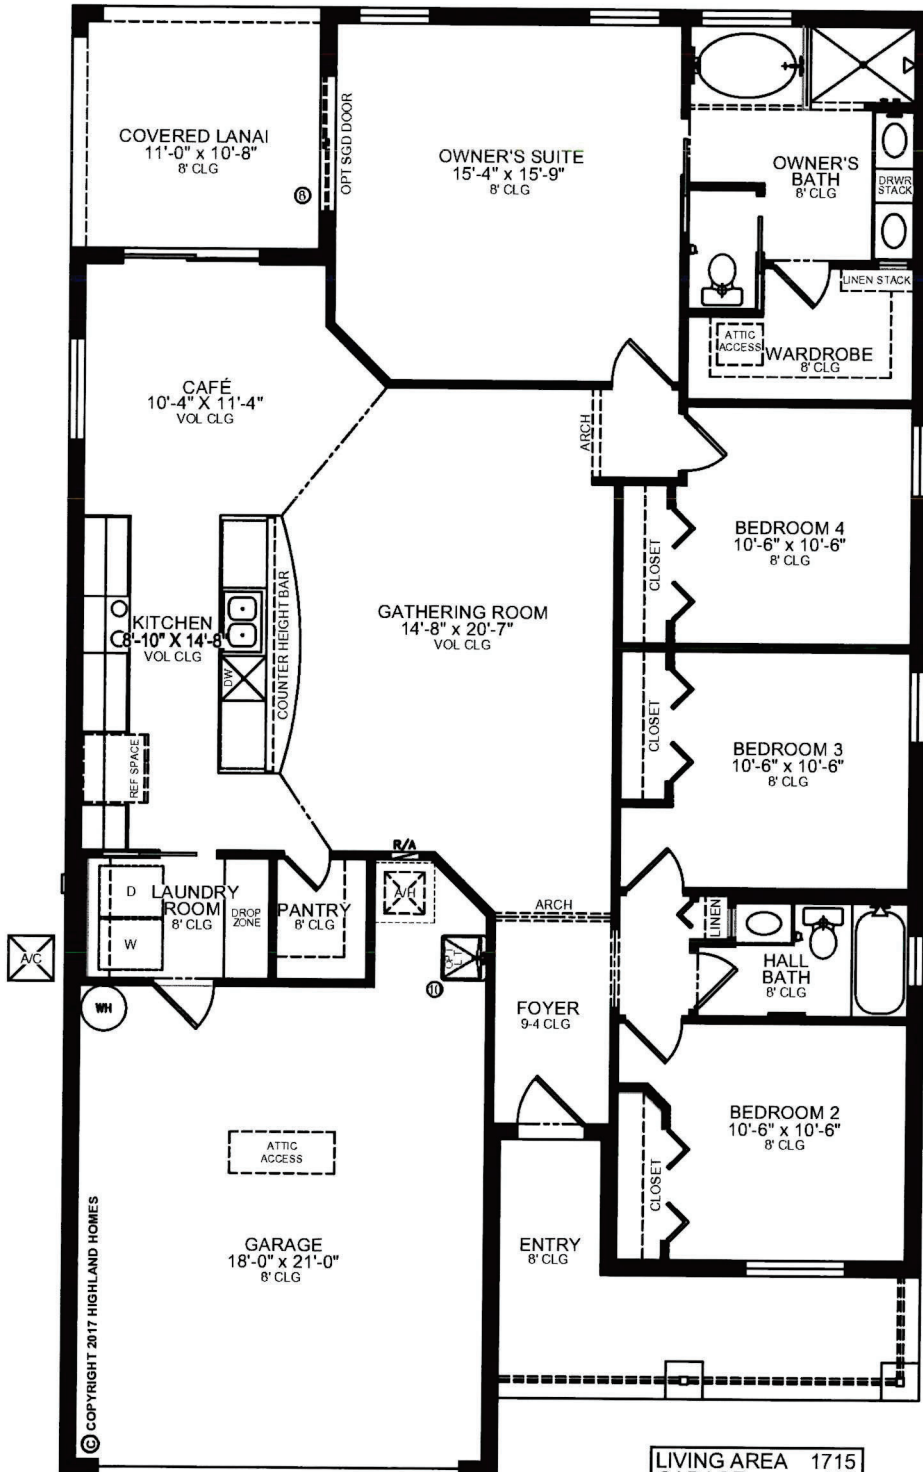 COVERED LANAI
11'-0" x 10'-8"
8' CLG
8
OPT SGD DOOR
OWNER'S SUITE
15'-4" x 15'-9"
8' CLG
OWNER'S
BATH
8' CLG
DRWR
STACK
LINEN STACK
ATTIC
ACCESS
WARDROBE
8' CLG
CAFÉ
10'-4" X 11'-4"
VOL CLG
ARCH
BEDROOM 4
10'-6" x 10'-6"
8' CLG
CLOSET
KITCHEN
8'-10" X 14'-8"
VOL CLG
DW
COUNTER HEIGHT BAR
GATHERING ROOM
14'-8" x 20'-7"
VOL CLG
REF SPACE
CLOSET
BEDROOM 3
10'-6" x 10'-6"
8' CLG
R/A
A/H
D
W
LAUNDRY
ROOM
8' CLG
DROP
ZONE
PANTRY
8' CLG
ARCH
LINEN
HALL
BATH
8' CLG
A/C
WH
OPT
10
FOYER
9-4 CLG
BEDROOM 2
10'-6" x 10'-6"
8' CLG
CLOSET
ATTIC
ACCESS
GARAGE
18'-0" x 21'-0"
8' CLG
ENTRY
8' CLG
© COPYRIGHT 2017 HIGHLAND HOMES
LIVING AREA 1715